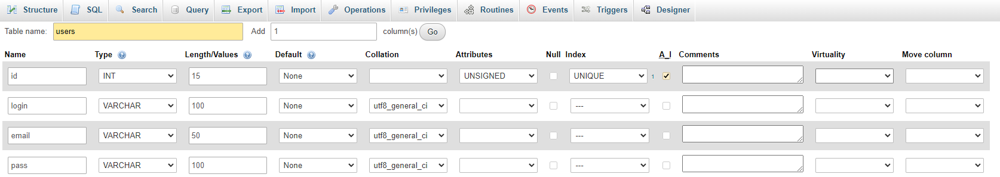 Structure SQL Search Query Export Import Operations Privileges Routines Events Triggers Designer
Table name: users Add 1 column(s) Go
Name Type Length/Values Default Collation Attributes Null Index A_I Comments Virtuality Move column
id INT 15 None UNSIGNED UNIQUE 1
login VARCHAR 100 None utf8_general_ci ---
email VARCHAR 50 None utf8_general_ci ---
pass VARCHAR 100 None utf8_general_ci ---